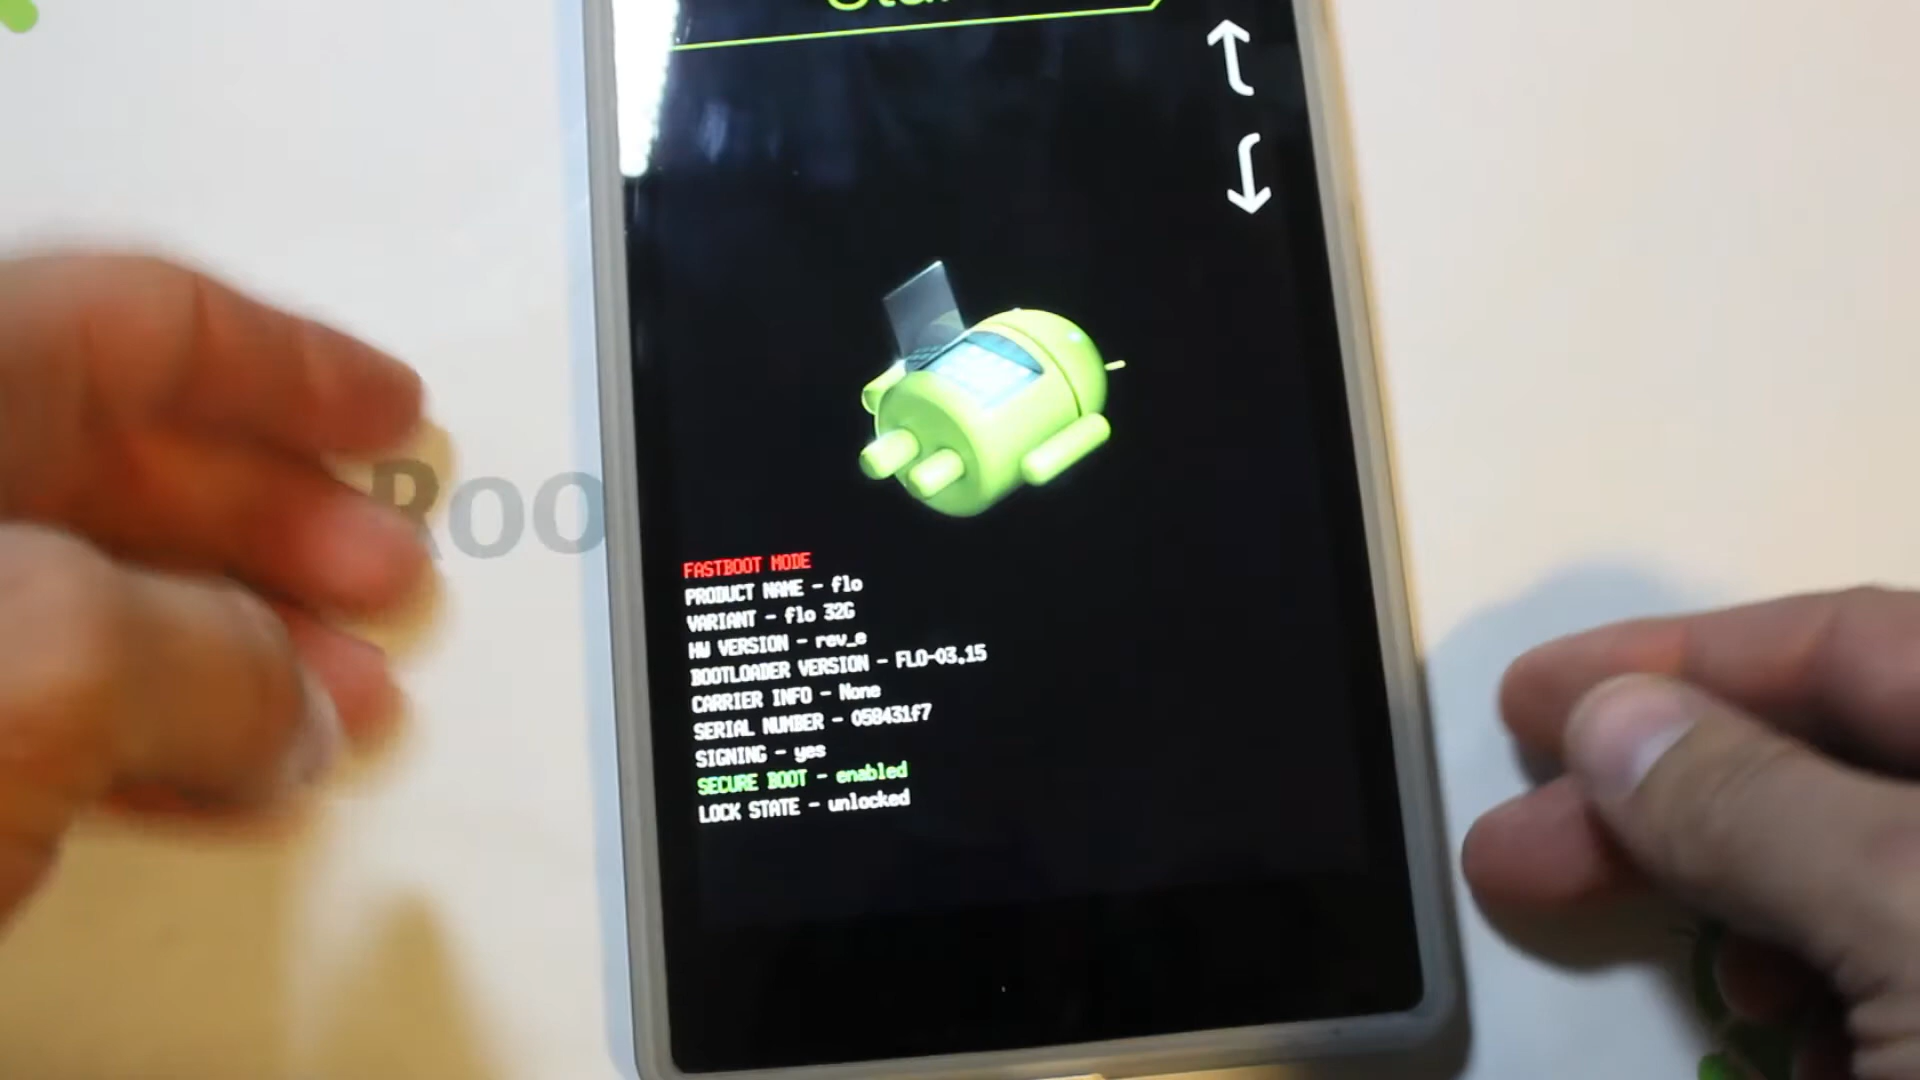 Roo
FASTBOOT MODE
PRODUCT NAME - flo
VARIANT - flo 32G
HW VERSION - rev_e
BOOTLOADER VERSION - FLO-03.15
CARRIER INFO - None
SERIAL NUMBER - 058431f7
SIGNING - yes
SECURE BOOT - enabled
LOCK STATE - unlocked